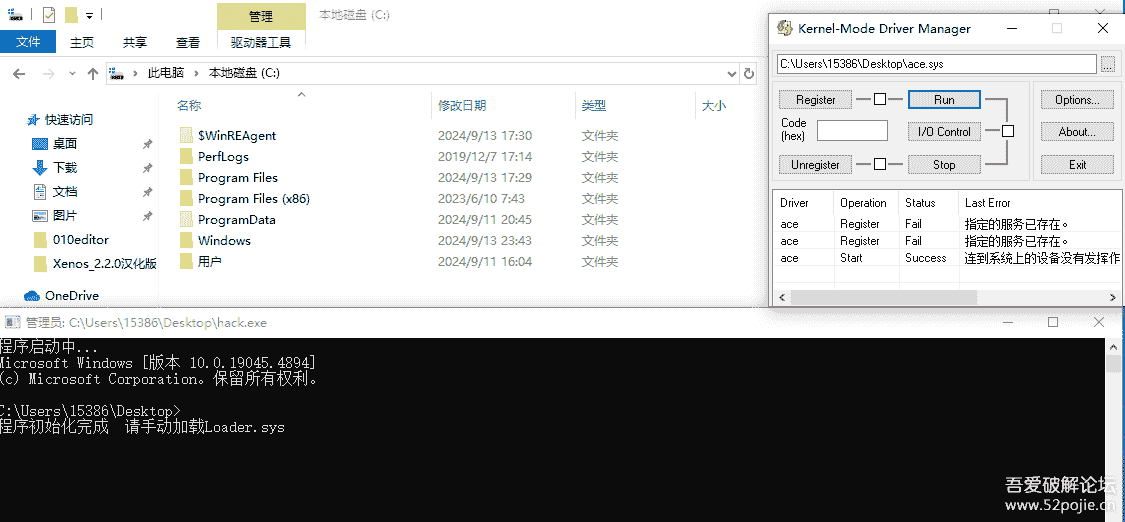 管理
本地磁盘 (C:)
文件
主页
共享
查看
驱动器工具
此电脑
本地磁盘 (C:)
快速访问
桌面
下载
文档
图片
010editor
Xenos_2.2.0汉化版
OneDrive
名称 修改日期 类型 大小
$WinREAgent 2024/9/13 17:30 文件夹
PerfLogs 2019/12/7 17:14 文件夹
Program Files 2024/9/13 17:29 文件夹
Program Files (x86) 2023/6/10 7:43 文件夹
ProgramData 2024/9/11 20:45 文件夹
Windows 2024/9/13 23:43 文件夹
用户 2024/9/11 16:04 文件夹
Kernel-Mode Driver Manager
C:\Users\15386\Desktop\ace.sys
...
Register Run Options...
Code
(hex)
I/O Control About...
Unregister Stop Exit
Driver Operation Status Last Error
ace Register Fail 指定的服务已存在。
ace Register Fail 指定的服务已存在。
ace Start Success 连到系统上的设备没有发挥作
管理员: C:\Users\15386\Desktop\hack.exe
程序启动中...
Microsoft Windows [版本 10.0.19045.4894]
(c) Microsoft Corporation。保留所有权利。
C:\Users\15386\Desktop>
程序初始化完成 请手动加载Loader.sys
吾爱破解论坛
www.52pojie.cn